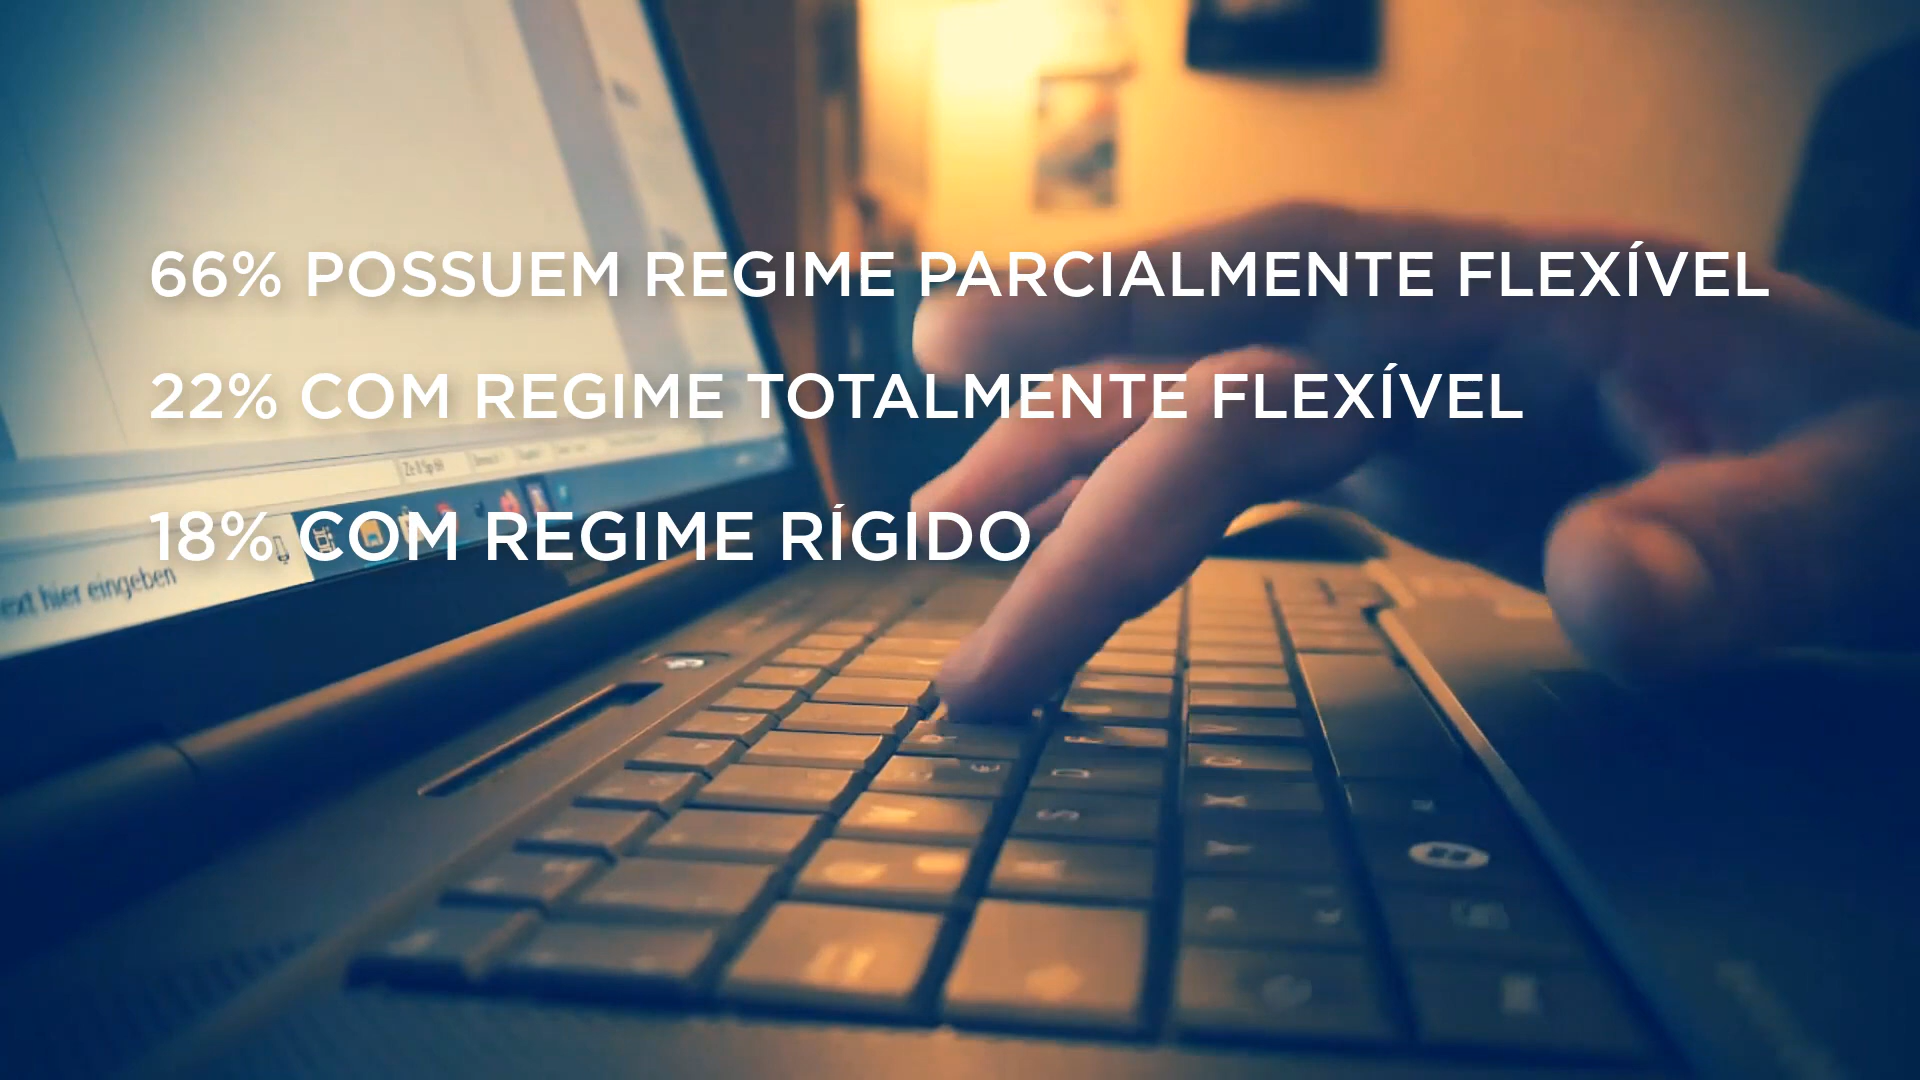 66% POSSUEM REGIME PARCIALMENTE FLEXÍVEL
22% COM REGIME TOTALMENTE FLEXÍVEL
18% COM REGIME RÍGIDO
ext hier eingeben